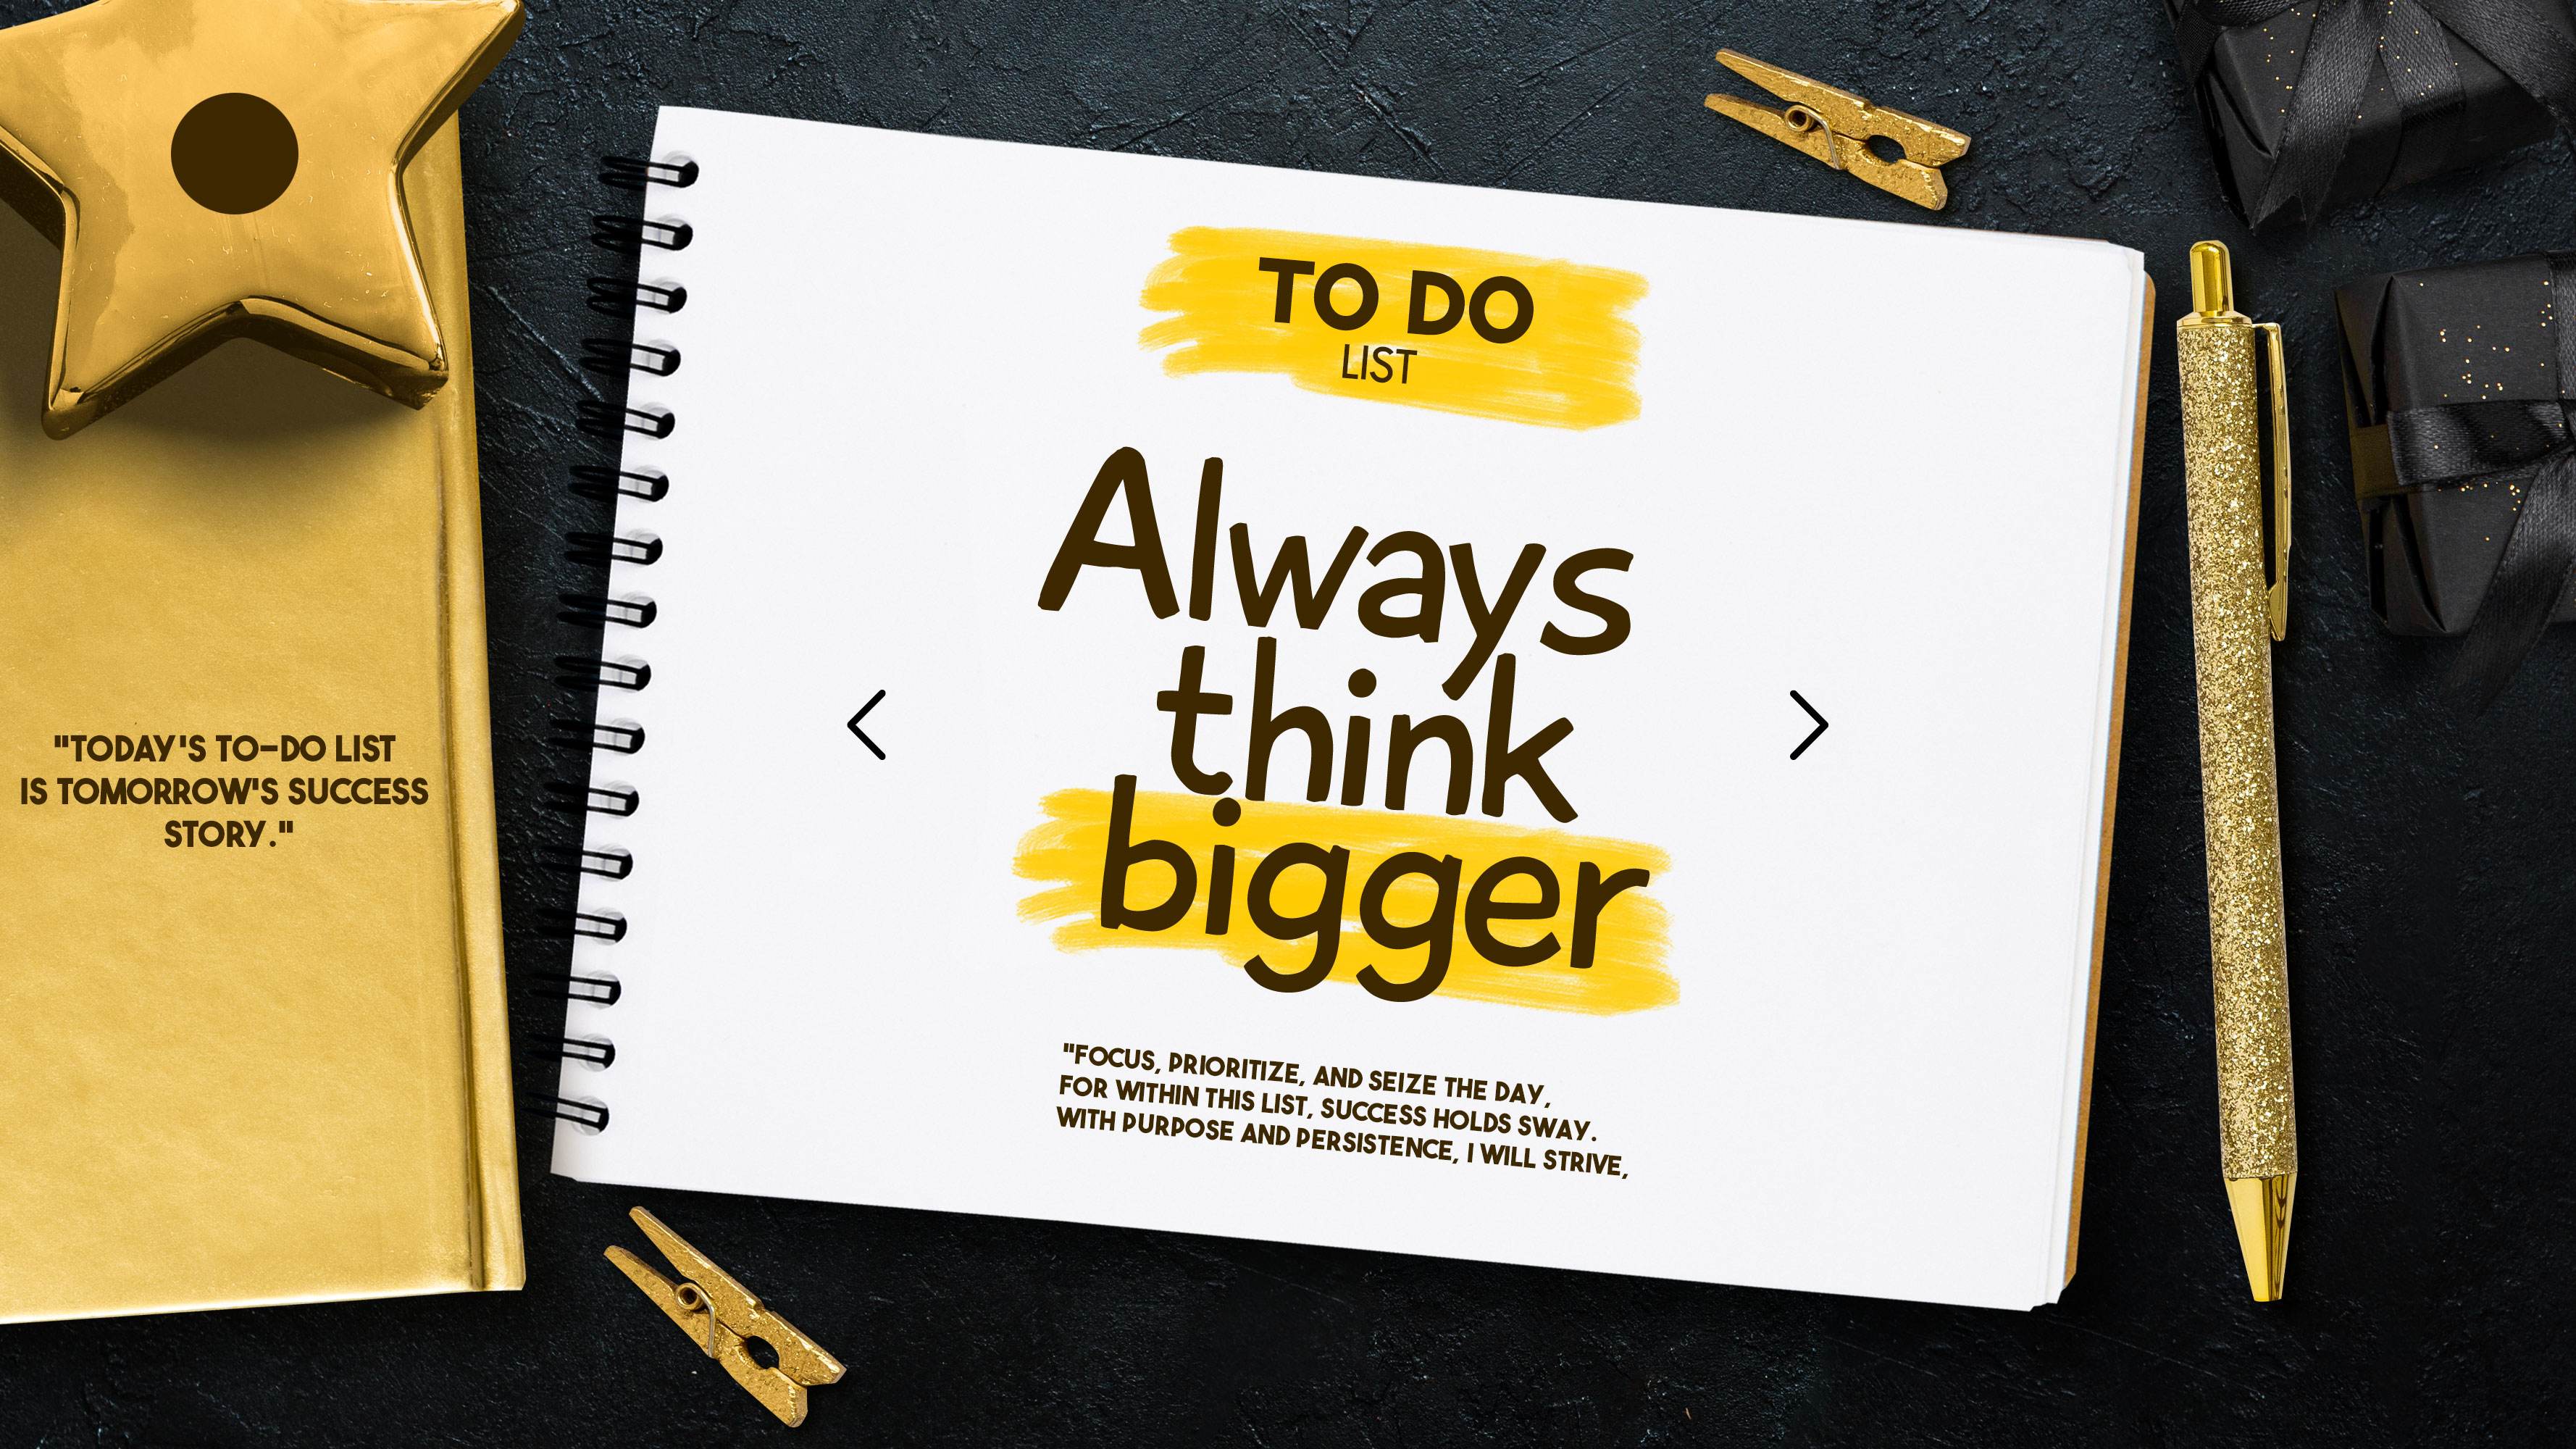 "TODAY'S TO-DO LIST
IS TOMORROW'S SUCCESS
STORY."
TO DO
LIST
Always
think
bigger
"FOCUS, PRIORITIZE, AND SEIZE THE DAY,
FOR WITHIN THIS LIST, SUCCESS HOLDS SWAY.
WITH PURPOSE AND PERSISTENCE, I WILL STRIVE,